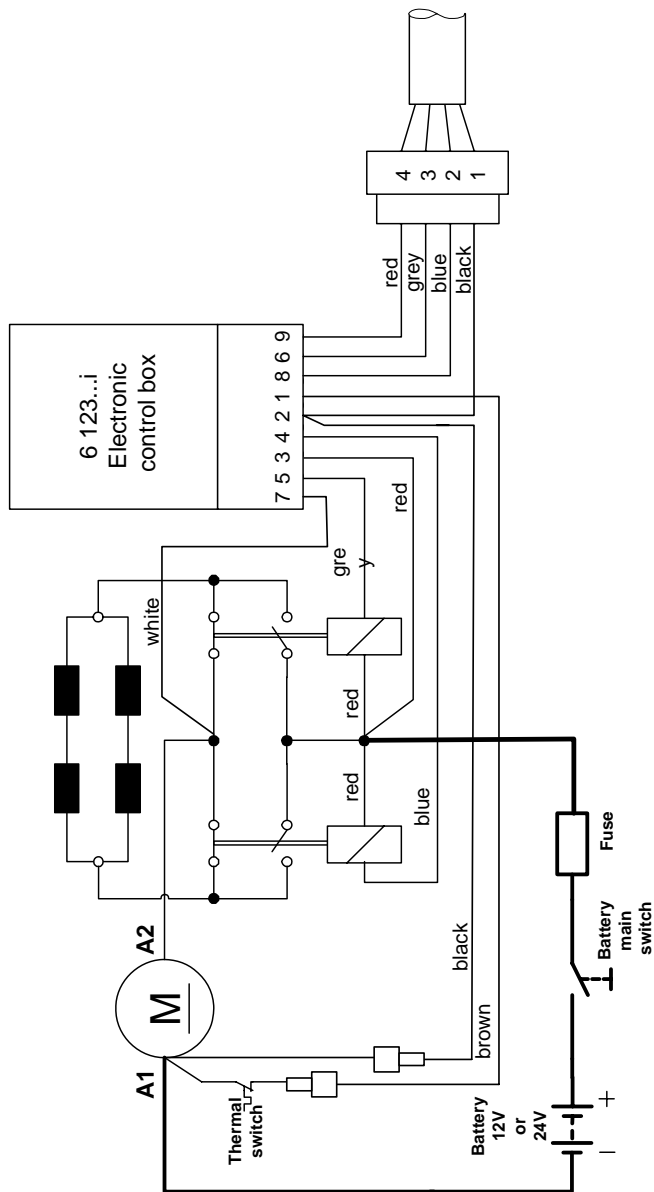 6 123...i
Electronic
control box
7 5 3 4 2 1 8 6 9
4
3
2
1
red
grey
blue
black
white
gre
y
red
red
red
blue
black
brown
A1
A2
M
Thermal
switch
Battery
12V
or
24V
+
–
Battery
main
switch
Fuse